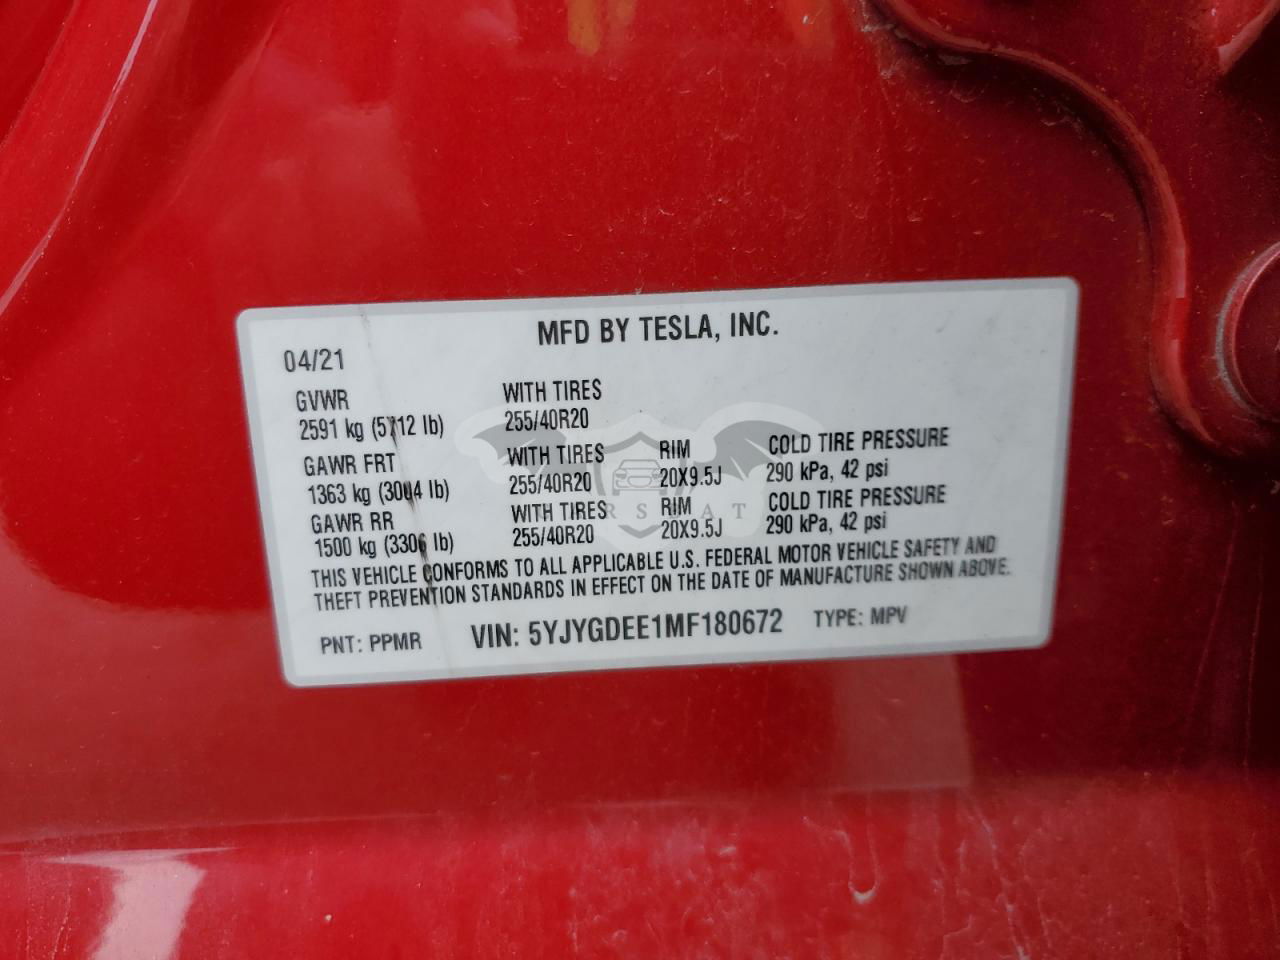 MFD BY TESLA, INC.
04/21
GVWR WITH TIRES
2591 kg (5712 lb) 255/40R20
GAWR FRT WITH TIRES RIM COLD TIRE PRESSURE
1363 kg (3004 lb) 255/40R20 20X9.5J 290 kPa, 42 psi
GAWR RR WITH TIRES RIM COLD TIRE PRESSURE
1500 kg (3306 lb) 255/40R20 20X9.5J 290 kPa, 42 psi
THIS VEHICLE CONFORMS TO ALL APPLICABLE U.S. FEDERAL MOTOR VEHICLE SAFETY AND
THEFT PREVENTION STANDARDS IN EFFECT ON THE DATE OF MANUFACTURE SHOWN ABOVE.
PNT: PPMR VIN: 5YJYGDEE1MF180672 TYPE: MPV